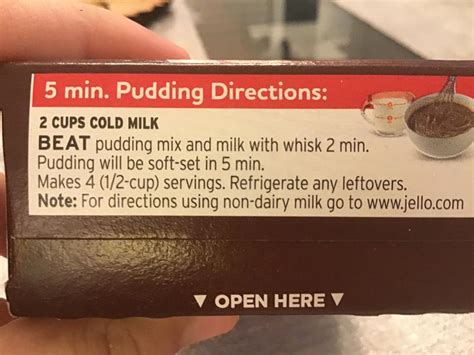 5 min. Pudding Directions:
2 CUPS COLD MILK
BEAT pudding mix and milk with whisk 2 min.
Pudding will be soft-set in 5 min.
Makes 4 (1/2-cup) servings. Refrigerate any leftovers.
Note: For directions using non-dairy milk go to www.jello.com
▼ OPEN HERE ▼